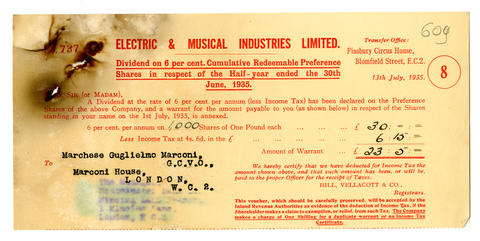 609
737
ELECTRIC & MUSICAL INDUSTRIES LIMITED.
Transfer Office:
Finsbury Circus House,
Blomfield Street, E.C.2.
13th July, 1935.
8
Dividend on 6 per cent. Cumulative Redeemable Preference
Shares in respect of the Half-year ended the 30th
June, 1935.
SIR (or MADAM),
A Dividend at the rate of 6 per cent. per annum (less Income Tax) has been declared on the Preference
Shares of the above Company, and a warrant for the amount payable to you (as shown below) in respect of the Shares
standing in your name on the 1st July, 1935, is annexed.
6 per cent. per annum on 1,000 Shares of One Pound each ... ... £ 30 - -
Less Income Tax at 4s. 6d. in the £ ... ... £ 6 15 -
Amount of Warrant ... ... £ 23 5 -
To
Marchese Guglielmo Marconi,
G.C.V.O.,
Marconi House,
LONDON,
W.C. 2.
We hereby certify that we have deducted for Income Tax the
amount shown above, and that such amount has been, or will be,
paid to the proper Officer for the receipt of Taxes.
HILL, VELLACOTT & CO.,
Registrars.
This voucher, which should be carefully preserved, will be accepted by the
Inland Revenue Authorities as evidence of the deduction of Income Tax. If the
Shareholder makes a claim to exemption, or relief, from such Tax. The Company
makes a charge of One Shilling for a duplicate warrant or an Income Tax
Certificate.